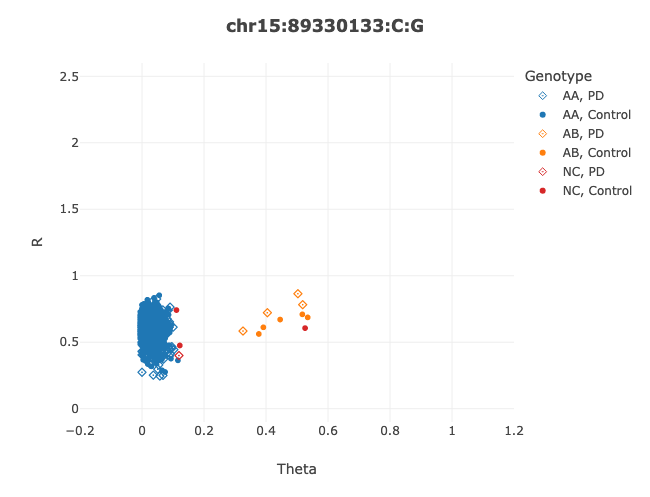 chr15:89330133:C:G
Genotype
AA, PD
AA, Control
AB, PD
AB, Control
NC, PD
NC, Control
2.5
2
1.5
1
0.5
0
R
−0.2 0 0.2 0.4 0.6 0.8 1 1.2
Theta